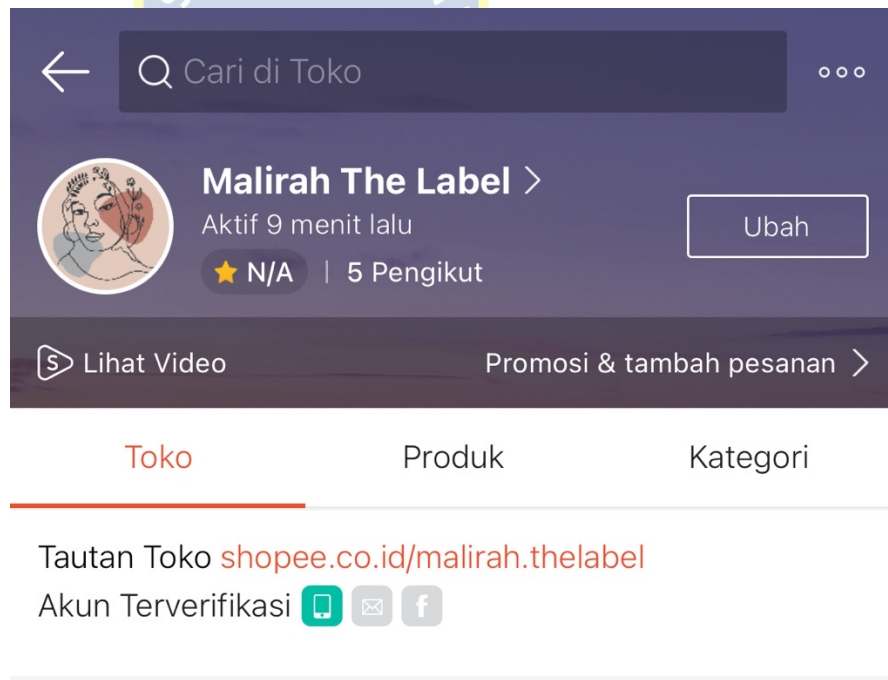 Cari di Toko
Malirah The Label
Aktif 9 menit lalu
Ubah
N/A | 5 Pengikut
Lihat Video
Promosi & tambah pesanan
Toko
Produk
Kategori
Tautan Toko shopee.co.id/malirah.thelabel
Akun Terverifikasi